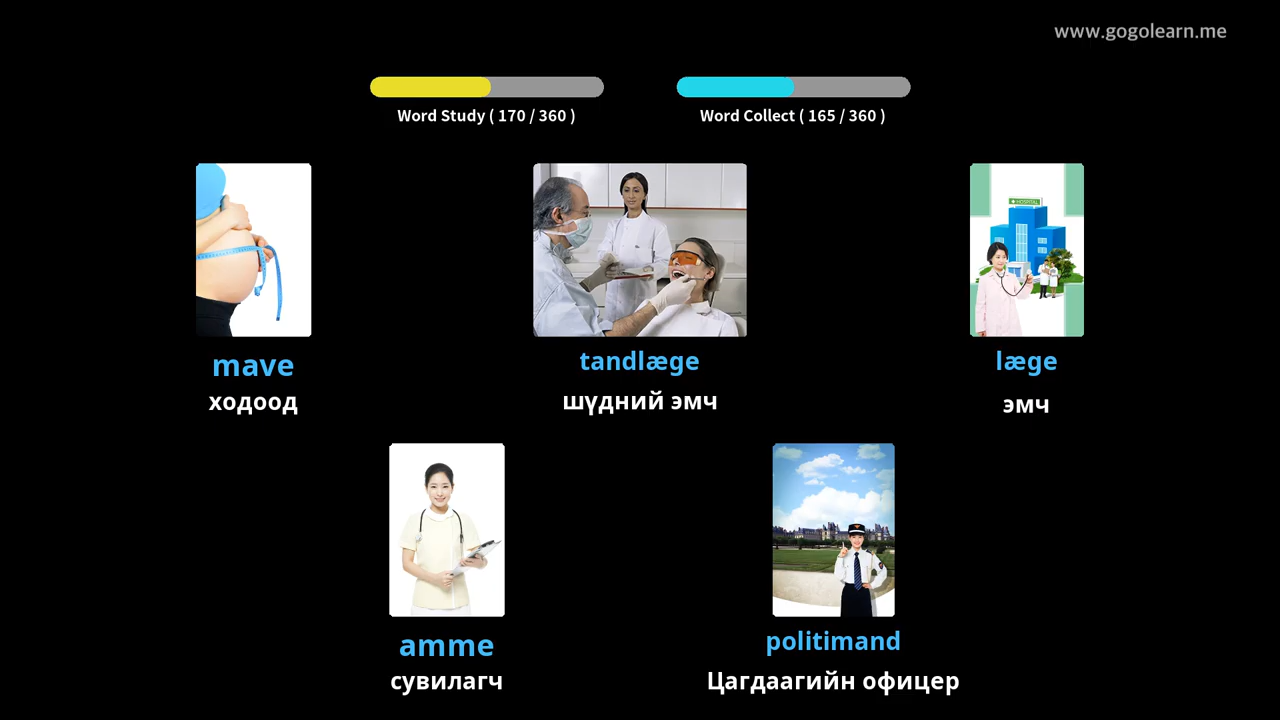 www.gogolearn.me
Word Study ( 170 / 360 )
Word Collect ( 165 / 360 )
HOSPITAL
mave
ходоод
tandlæge
шүдний эмч
læge
эмч
amme
сувилагч
politimand
Цагдаагийн офицер